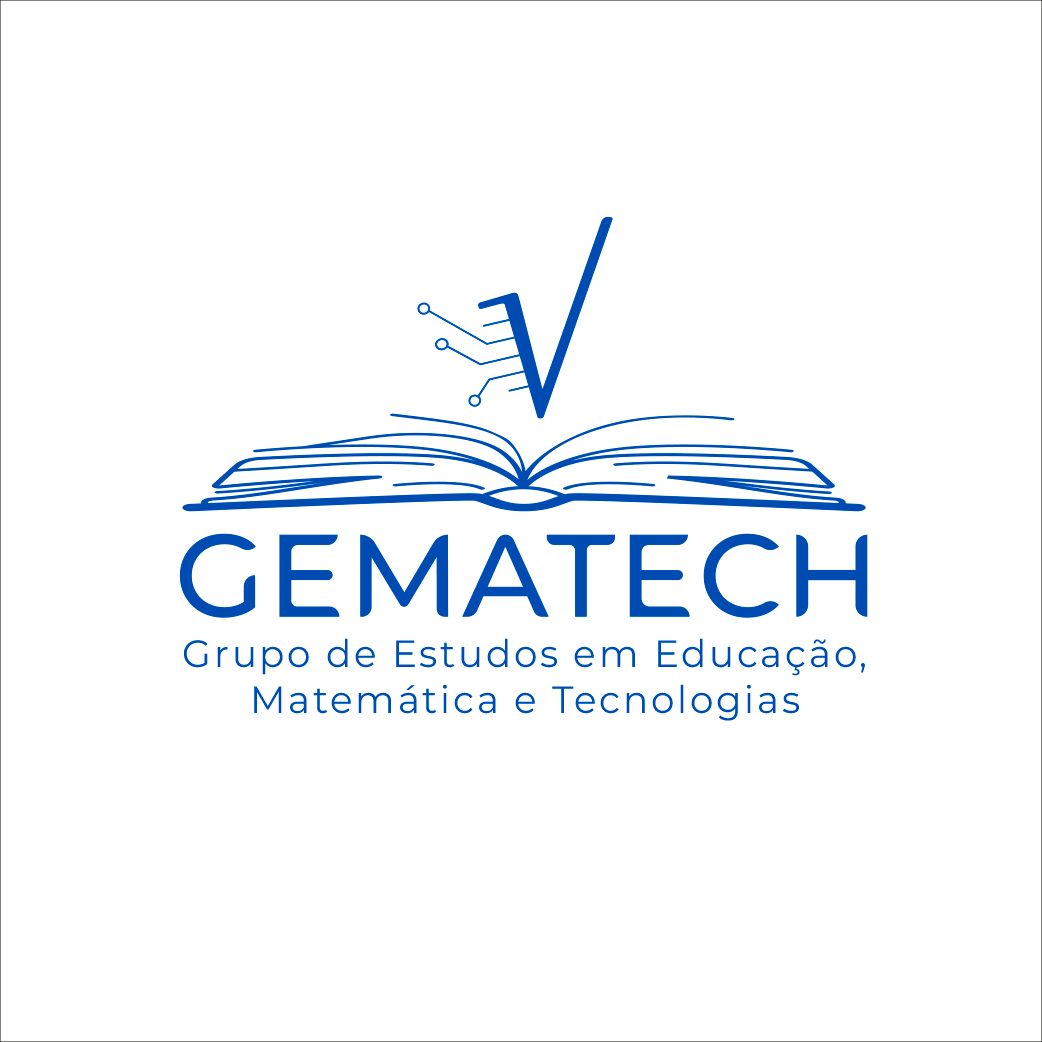 GEMATECH
Grupo de Estudos em Educação,
Matemática e Tecnologias